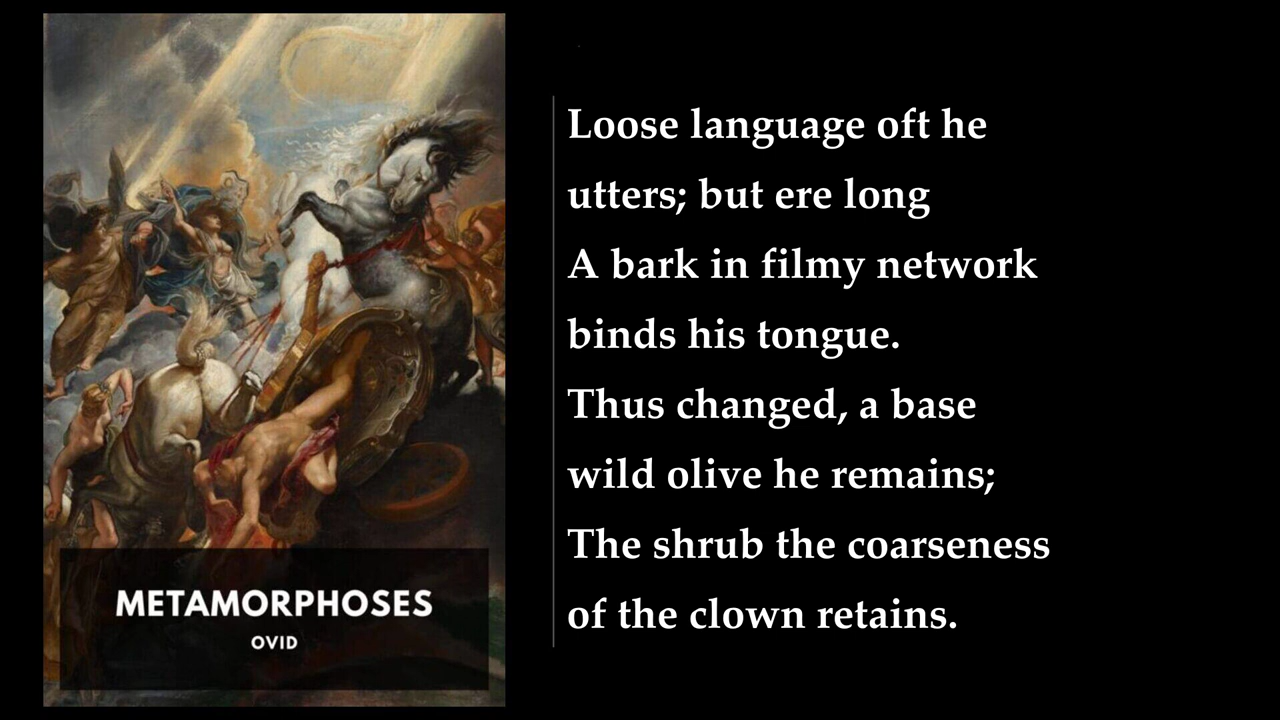 METAMORPHOSES
OVID
Loose language oft he
utters; but ere long
A bark in filmy network
binds his tongue.
Thus changed, a base
wild olive he remains;
The shrub the coarseness
of the clown retains.